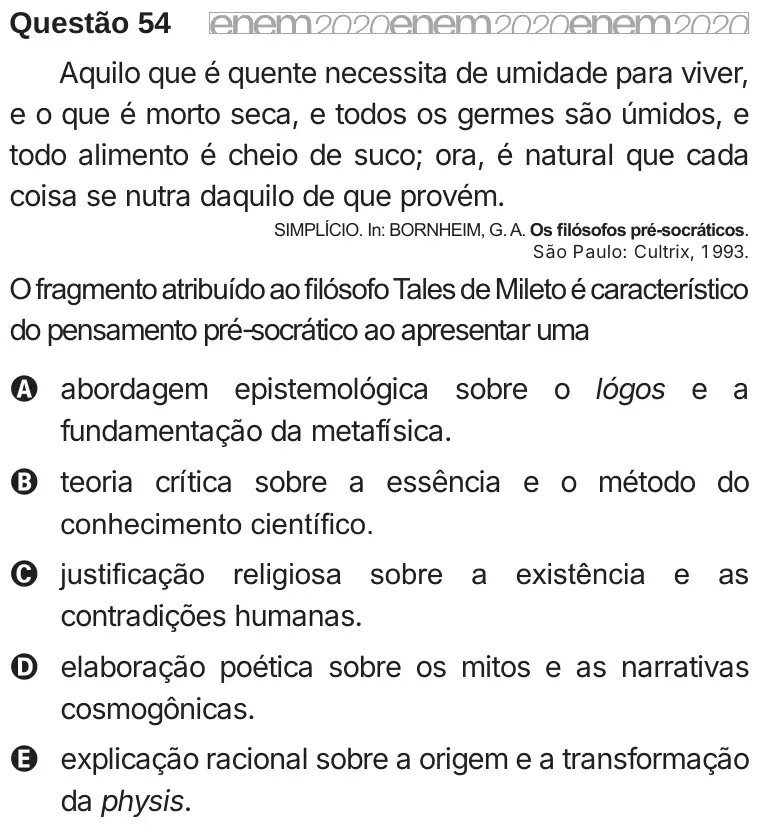 Questão 54 enem2020enem2020enem2020
Aquilo que é quente necessita de umidade para viver,
e o que é morto seca, e todos os germes são úmidos, e
todo alimento é cheio de suco; ora, é natural que cada
coisa se nutra daquilo de que provém.
SIMPLÍCIO. In: BORNHEIM, G. A. Os filósofos pré-socráticos.
São Paulo: Cultrix, 1993.
O fragmento atribuído ao filósofo Tales de Mileto é característico
do pensamento pré-socrático ao apresentar uma
A abordagem epistemológica sobre o lógos e a
fundamentação da metafísica.
B teoria crítica sobre a essência e o método do
conhecimento científico.
C justificação religiosa sobre a existência e as
contradições humanas.
D elaboração poética sobre os mitos e as narrativas
cosmogônicas.
E explicação racional sobre a origem e a transformação
da physis.